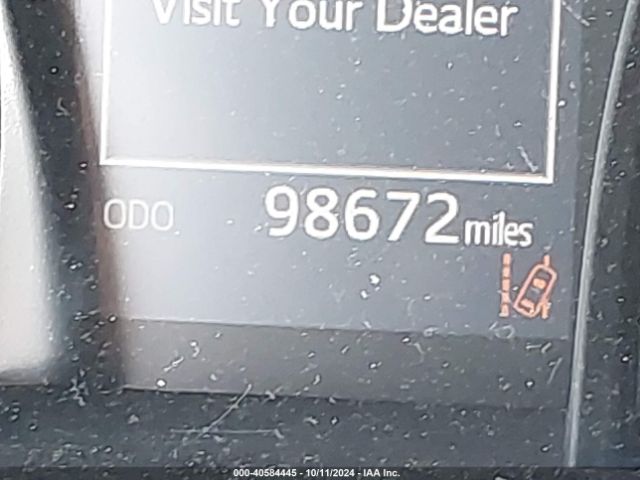 Visit Your Dealer
ODO 98672 miles
000-40584445 - 10/11/2024 - IAA Inc.